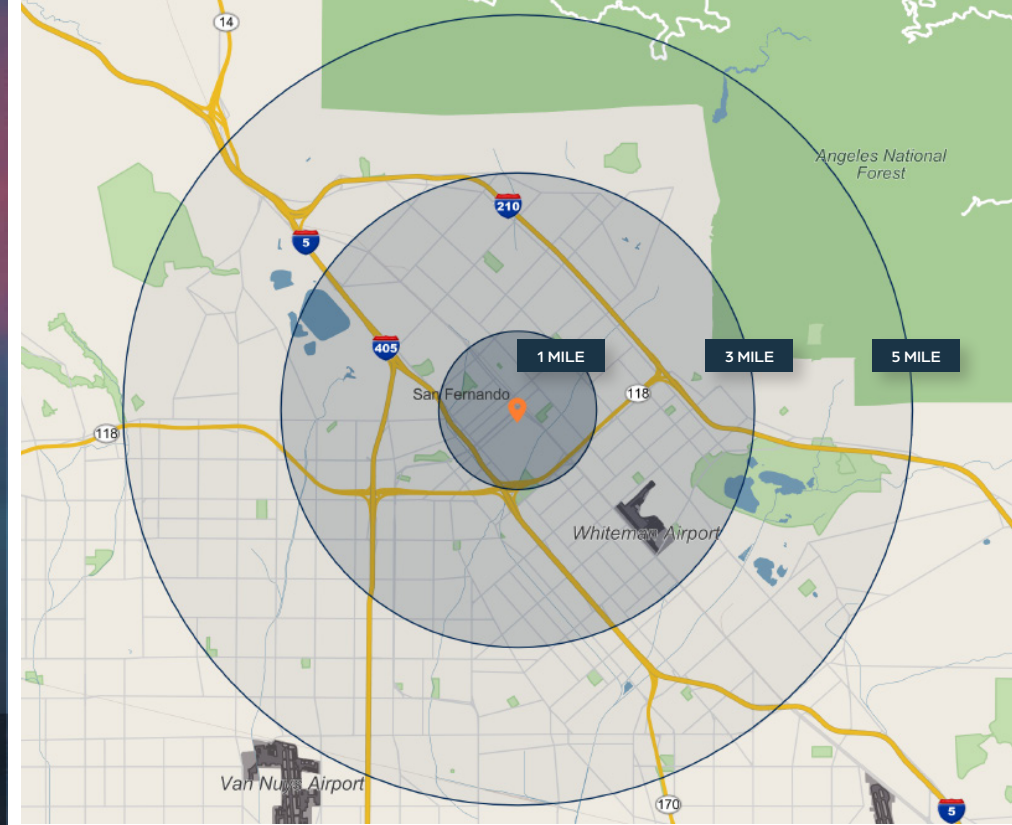 14
Angeles National
Forest
210
5
405
1 MILE
3 MILE
5 MILE
San Fernando
118
118
Whiteman Airport
Van Nuys Airport
170
5